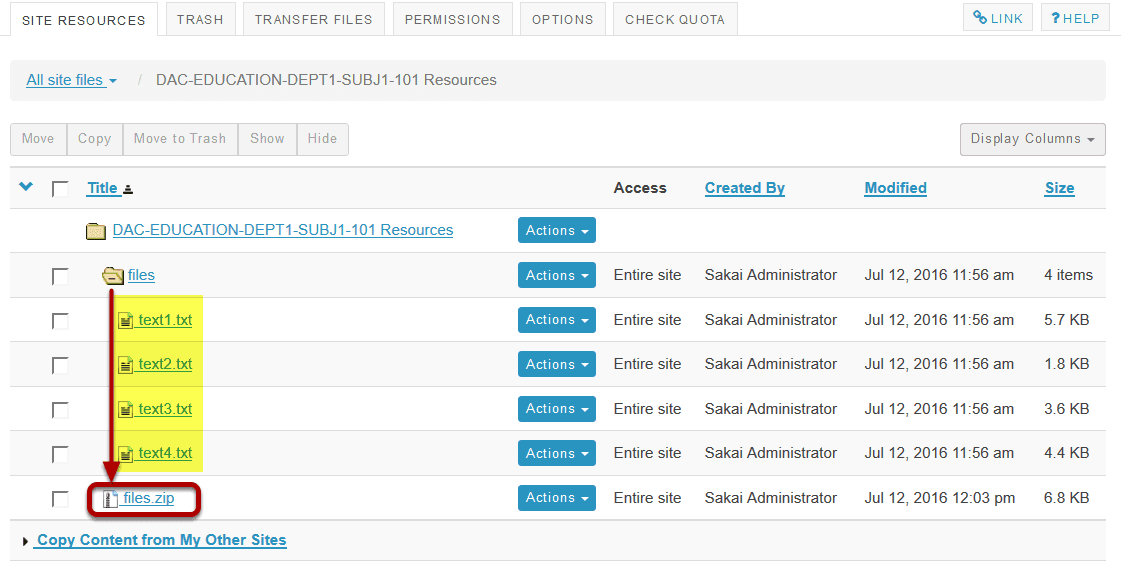 SITE RESOURCES TRASH TRANSFER FILES PERMISSIONS OPTIONS CHECK QUOTA LINK ? HELP
All site files / DAC-EDUCATION-DEPT1-SUBJ1-101 Resources
Move Copy Move to Trash Show Hide Display Columns
Title Access Created By Modified Size
DAC-EDUCATION-DEPT1-SUBJ1-101 Resources Actions
files Actions Entire site Sakai Administrator Jul 12, 2016 11:56 am 4 items
text1.txt Actions Entire site Sakai Administrator Jul 12, 2016 11:56 am 5.7 KB
text2.txt Actions Entire site Sakai Administrator Jul 12, 2016 11:56 am 1.8 KB
text3.txt Actions Entire site Sakai Administrator Jul 12, 2016 11:56 am 3.6 KB
text4.txt Actions Entire site Sakai Administrator Jul 12, 2016 11:56 am 4.4 KB
files.zip Actions Entire site Sakai Administrator Jul 12, 2016 12:03 pm 6.8 KB
Copy Content from My Other Sites